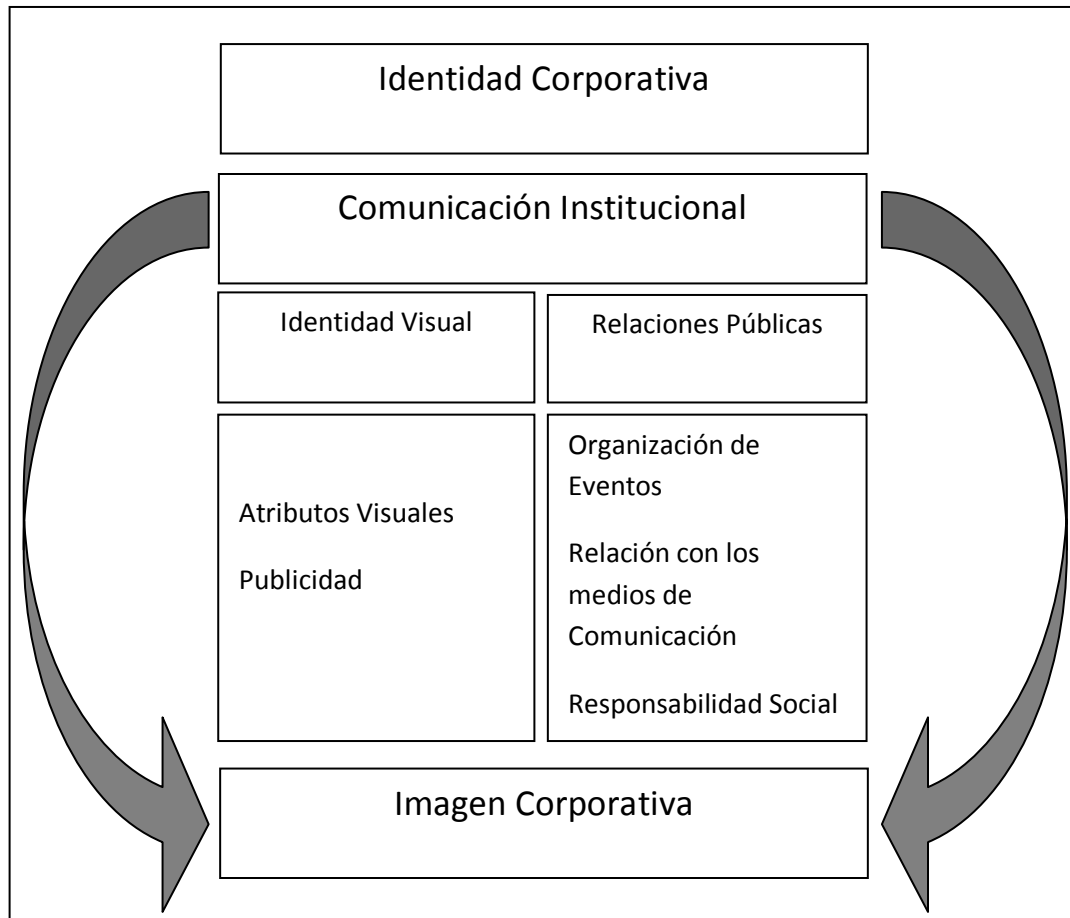 Identidad Corporativa
Comunicación Institucional
Identidad Visual
Relaciones Públicas
Atributos Visuales
Publicidad
Organización de
Eventos
Relación con los
medios de
Comunicación
Responsabilidad Social
Imagen Corporativa